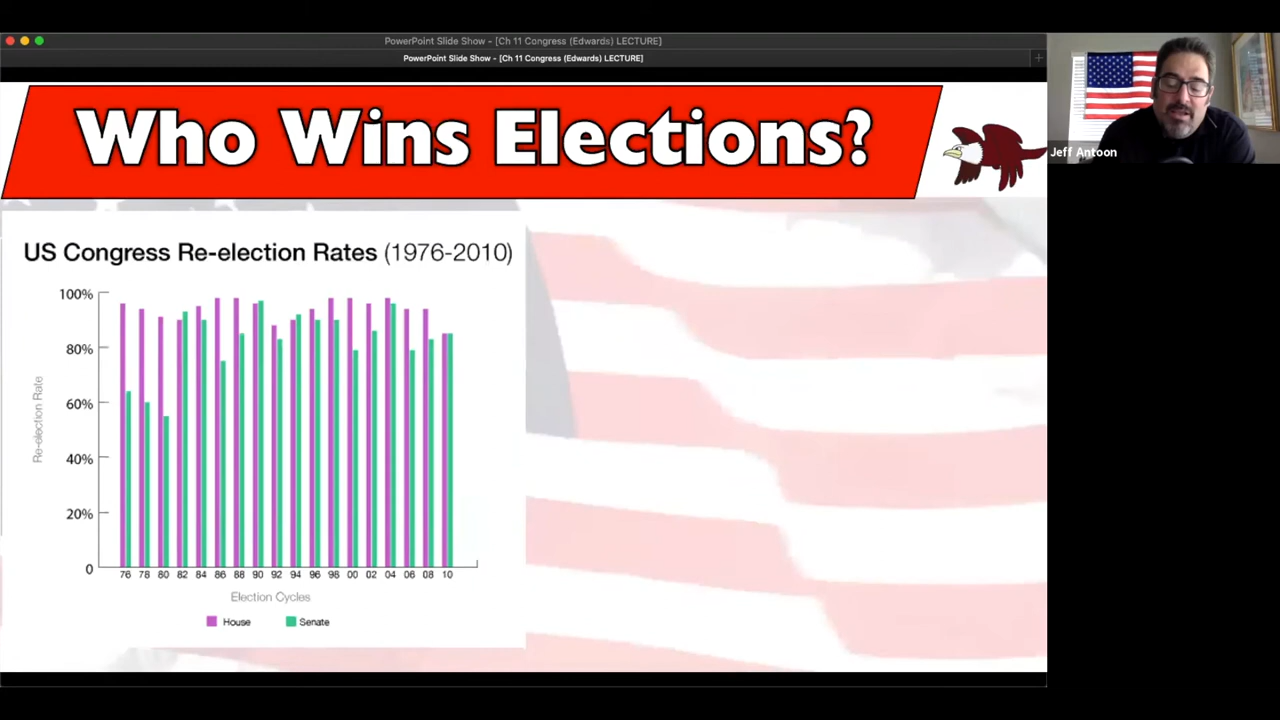 PowerPoint Slide Show - [Ch 11 Congress (Edwards) LECTURE]
PowerPoint Slide Show - [Ch 11 Congress (Edwards) LECTURE]
Who Wins Elections?
Jeff Antoon
US Congress Re-election Rates (1976-2010)
100%
80%
60%
40%
20%
0
Re-election Rate
76 78 80 82 84 86 88 90 92 94 96 98 00 02 04 06 08 10
Election Cycles
House Senate